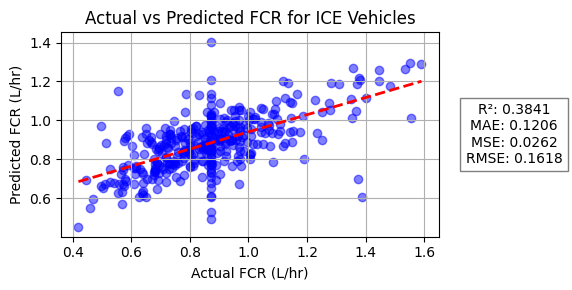 Actual vs Predicted FCR for ICE Vehicles
Predicted FCR (L/hr)
1.4
1.2
1.0
0.8
0.6
0.4
0.6
0.8
1.0
1.2
1.4
1.6
Actual FCR (L/hr)
R²: 0.3841
MAE: 0.1206
MSE: 0.0262
RMSE: 0.1618